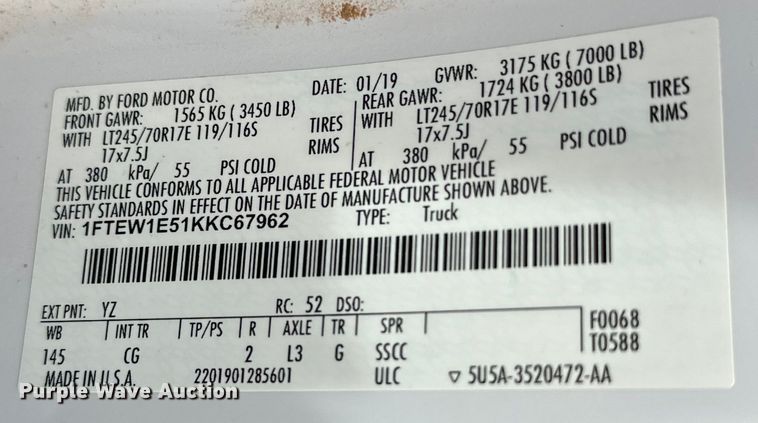 MFD. BY FORD MOTOR CO. DATE: 01/19 GVWR: 3175 KG ( 7000 LB)
FRONT GAWR: 1565 KG ( 3450 LB) REAR GAWR: 1724 KG ( 3800 LB)
WITH LT245/70R17E 119/116S TIRES WITH LT245/70R17E 119/116S TIRES
17x7.5J RIMS 17x7.5J RIMS
AT 380 kPa/ 55 PSI COLD AT 380 kPa/ 55 PSI COLD
THIS VEHICLE CONFORMS TO ALL APPLICABLE FEDERAL MOTOR VEHICLE
SAFETY STANDARDS IN EFFECT ON THE DATE OF MANUFACTURE SHOWN ABOVE.
VIN: 1FTEW1E51KKC67962 TYPE: Truck
EXT PNT: YZ RC: 52 DSO:
WB INT TR TP/PS R AXLE TR SPR F0068
145 CG 2 L3 G SSCC T0588
MADE IN U.S.A. 2201901285601 ULC ▽ 5U5A-3520472-AA
Purple Wave Auction